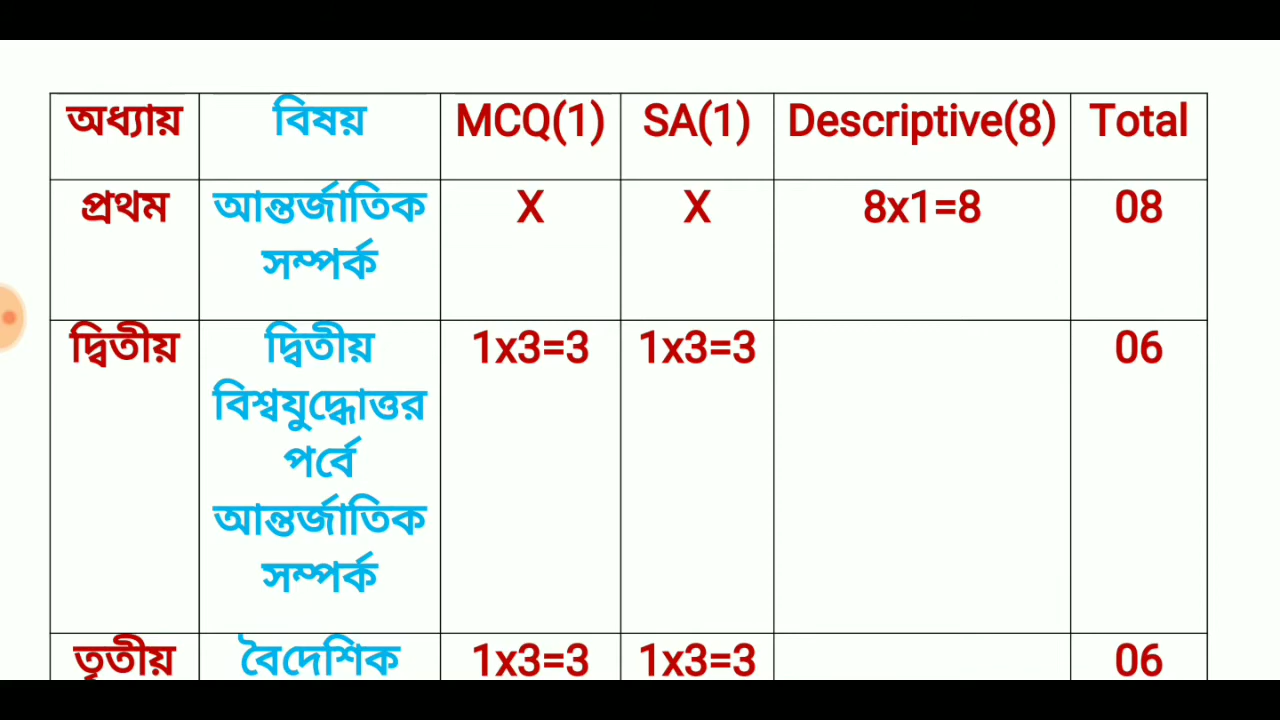 অধ্যায় বিষয় MCQ(1) SA(1) Descriptive(8) Total
প্রথম আন্তর্জাতিক X X 8x1=8 08
সম্পর্ক
দ্বিতীয় দ্বিতীয় 1x3=3 1x3=3 06
বিশ্বযুদ্ধোত্তর
পর্বে
আন্তর্জাতিক
সম্পর্ক
তৃতীয় বৈদেশিক 1x3=3 1x3=3 06